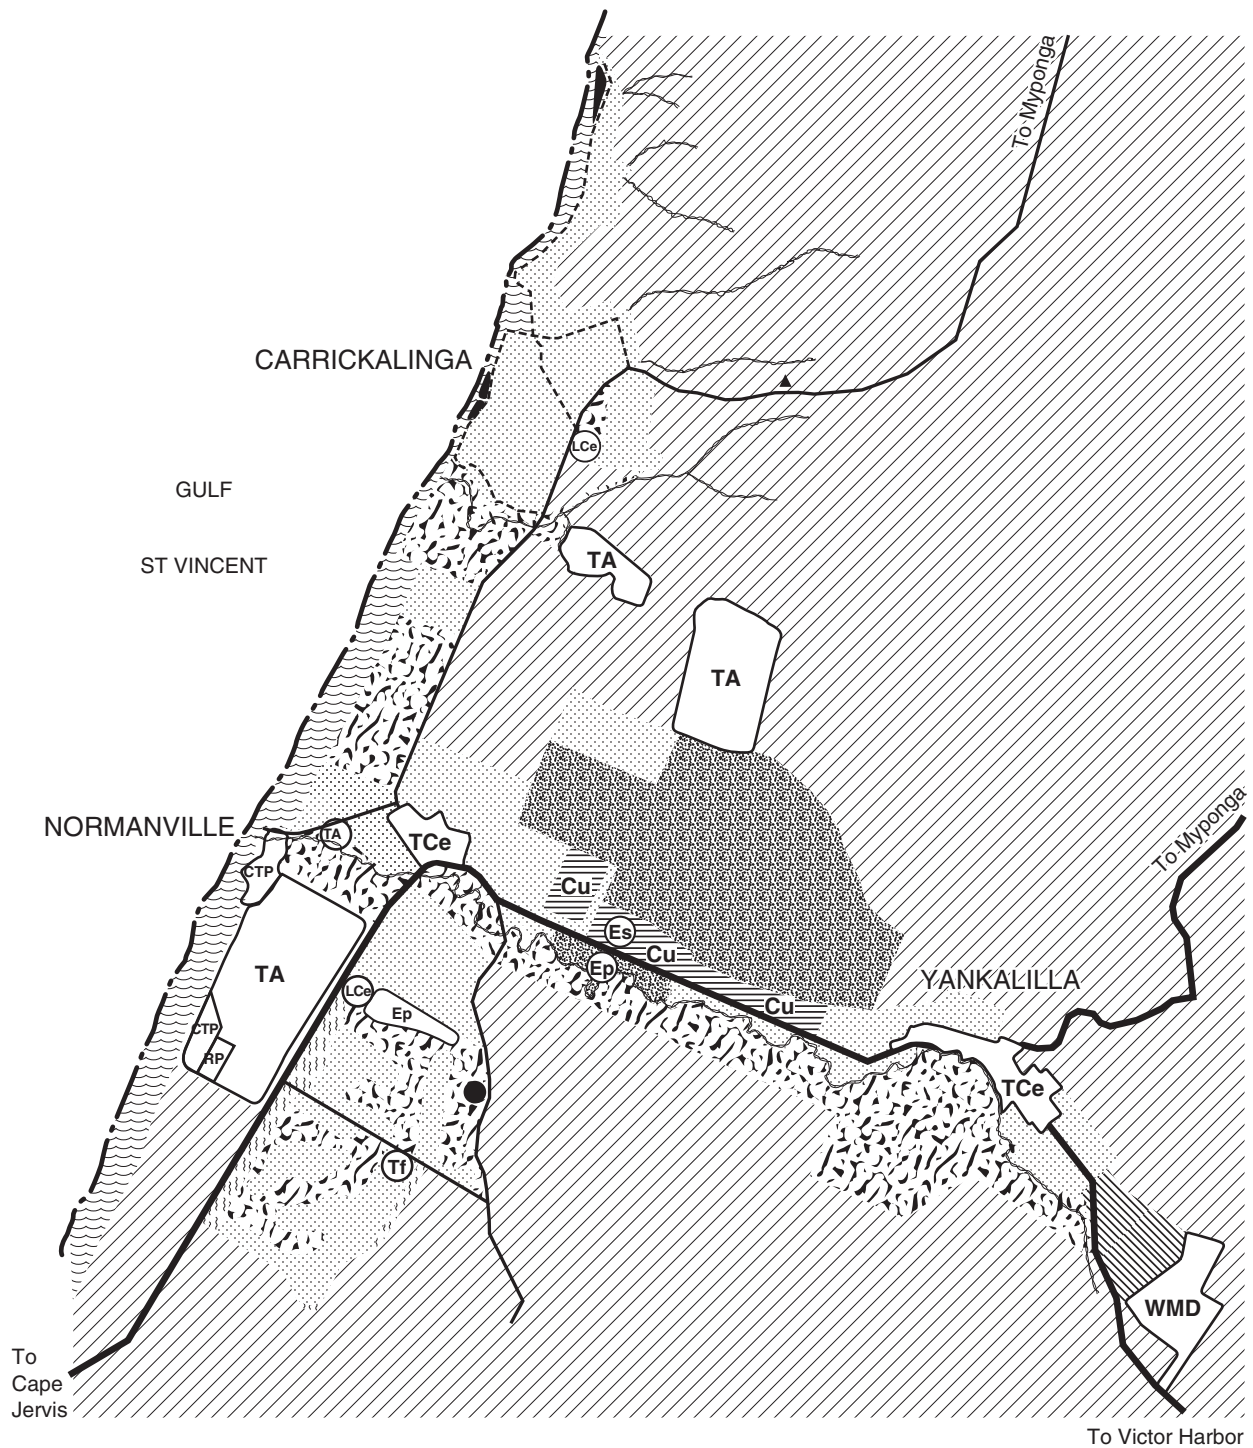 To Myponga
CARRICKALINGA
LCe
GULF
TA
ST VINCENT
TA
To Myponga
NORMANVILLE
TA
TCe
CTP
Cu
Es
Cu
Ep
TA
YANKALILLA
LCe
Ep
Cu
CTP
RP
TCe
Tf
WMD
To
Cape
Jervis
To Victor Harbor